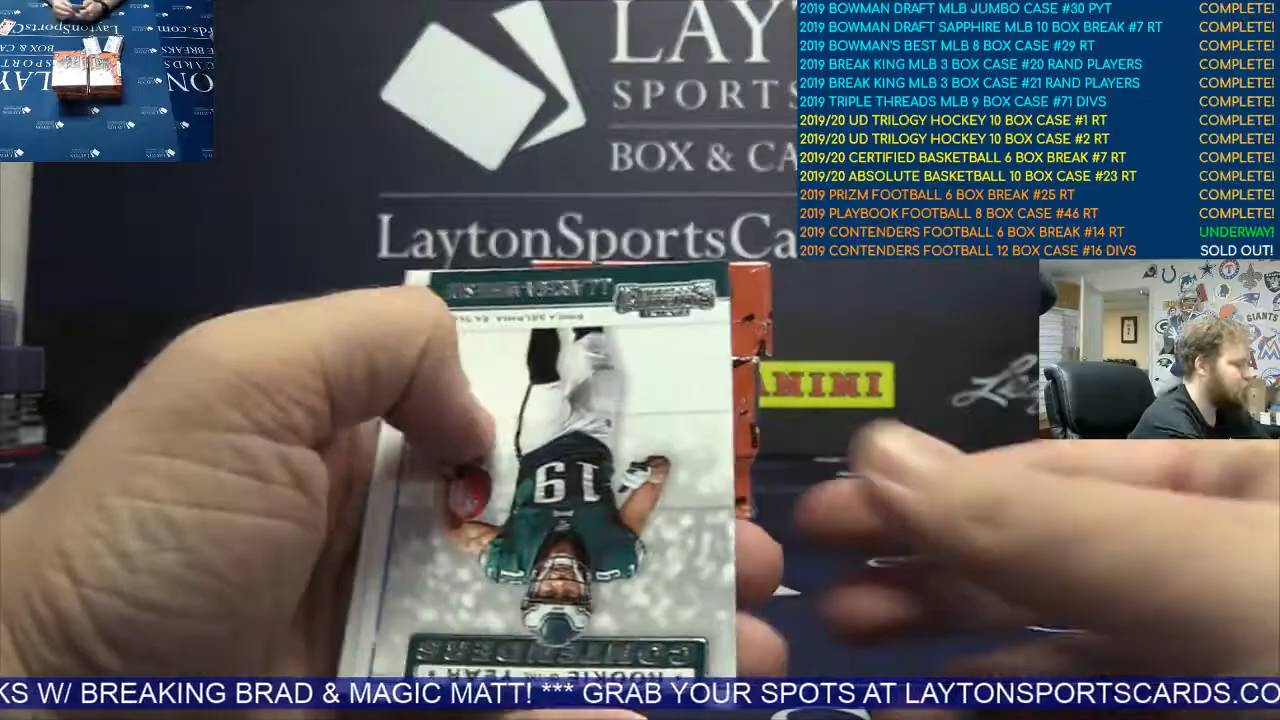 2019 BOWMAN DRAFT MLB JUMBO CASE #30 PYT COMPLETE!
2019 BOWMAN DRAFT SAPPHIRE MLB 10 BOX BREAK #7 RT COMPLETE!
2019 BOWMAN'S BEST MLB 8 BOX CASE #29 RT COMPLETE!
2019 BREAK KING MLB 3 BOX CASE #20 RAND PLAYERS COMPLETE!
2019 BREAK KING MLB 3 BOX CASE #21 RAND PLAYERS COMPLETE!
2019 TRIPLE THREADS MLB 9 BOX CASE #71 DIVS COMPLETE!
2019/20 UD TRILOGY HOCKEY 10 BOX CASE #1 RT COMPLETE!
2019/20 UD TRILOGY HOCKEY 10 BOX CASE #2 RT COMPLETE!
2019/20 CERTIFIED BASKETBALL 6 BOX BREAK #7 RT COMPLETE!
2019/20 ABSOLUTE BASKETBALL 10 BOX CASE #23 RT COMPLETE!
2019 PRIZM FOOTBALL 6 BOX BREAK #25 RT COMPLETE!
2019 PLAYBOOK FOOTBALL 8 BOX CASE #46 RT COMPLETE!
2019 CONTENDERS FOOTBALL 6 BREAK #14 RT UNDERWAY!
2019 CONTENDERS FOOTBALL 12 BOX CASE #16 DIVS SOLD OUT!
LAY
SPORTS
BOX & CA
LaytonSportsCa
ANINI
GIANTS
19
CONTENDERS
ROOKIE OF THE YEAR
KS W/ BREAKING BRAD & MAGIC MATT! *** GRAB YOUR SPOTS AT LAYTONSPORTSCARDS.CO